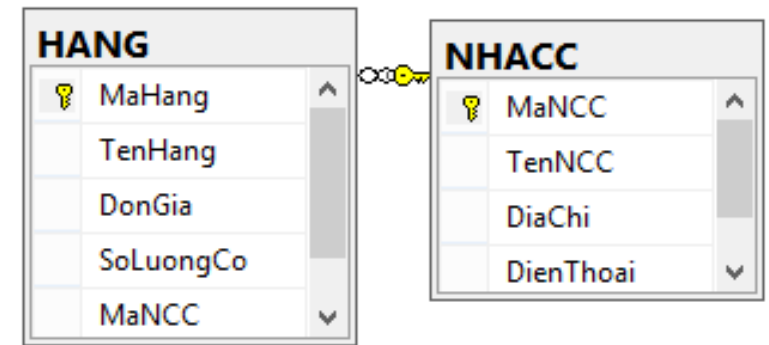 HANG
MaHang
TenHang
DonGia
SoLuongCo
MaNCC
NHACC
MaNCC
TenNCC
DiaChi
DienThoai